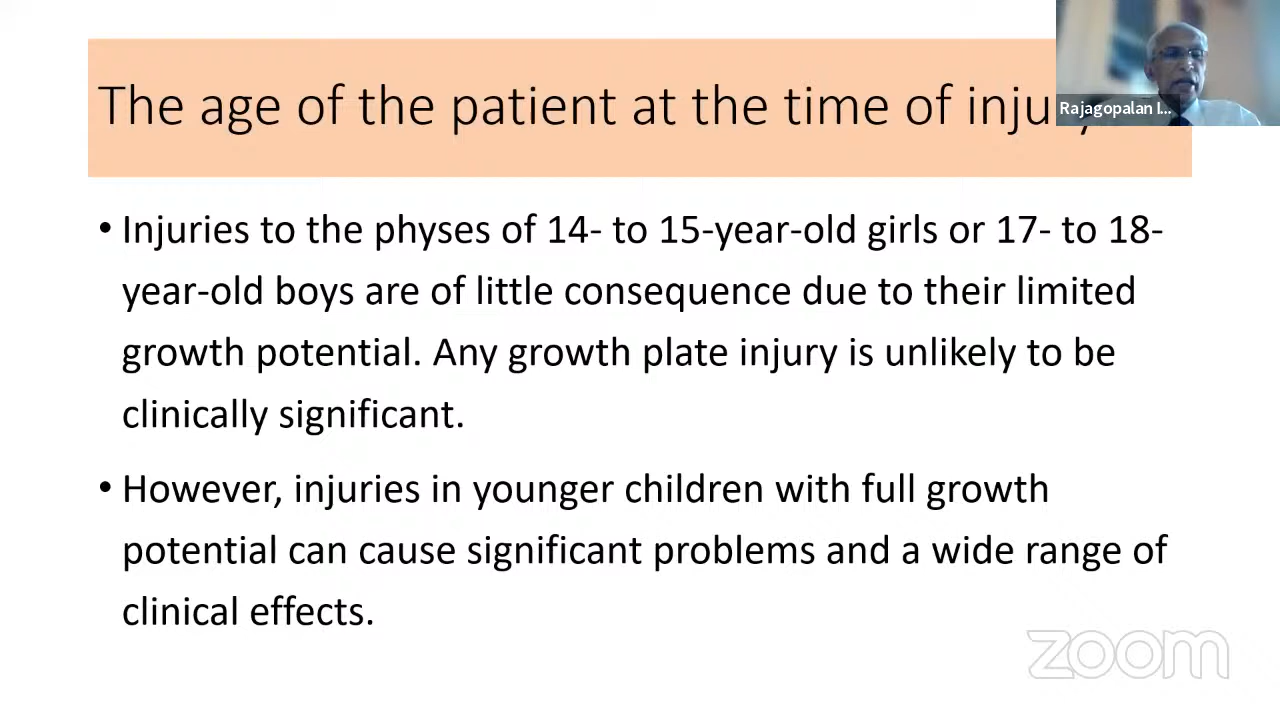 The age of the patient at the time of injury
Rajagopalan I...
• Injuries to the physes of 14- to 15-year-old girls or 17- to 18-
year-old boys are of little consequence due to their limited
growth potential. Any growth plate injury is unlikely to be
clinically significant.
• However, injuries in younger children with full growth
potential can cause significant problems and a wide range of
clinical effects.
zoom